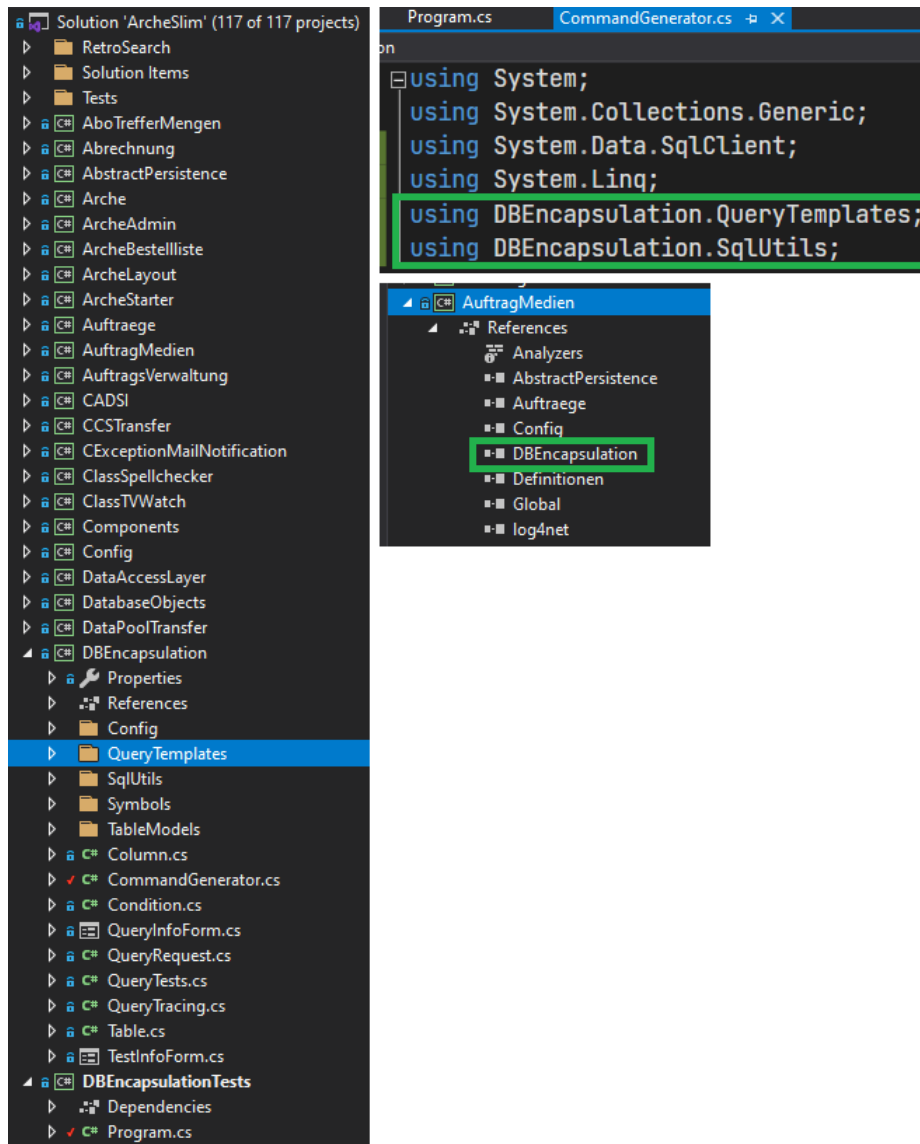 Solution 'ArcheSlim' (117 of 117 projects)
RetroSearch
Solution Items
Tests
C# AboTrefferMengen
C# Abrechnung
C# AbstractPersistence
C# Arche
C# ArcheAdmin
C# ArcheBestellliste
C# ArcheLayout
C# ArcheStarter
C# Auftraege
C# AuftragMedien
C# AuftragsVerwaltung
C# CADSI
C# CCSTransfer
C# CExceptionMailNotification
C# ClassSpellchecker
C# ClassTVWatch
C# Components
C# Config
C# DataAccessLayer
C# DatabaseObjects
C# DataPoolTransfer
C# DBEncapsulation
Properties
References
Config
QueryTemplates
SqlUtils
Symbols
TableModels
C# Column.cs
C# CommandGenerator.cs
C# Condition.cs
QueryInfoForm.cs
C# QueryRequest.cs
C# QueryTests.cs
C# QueryTracing.cs
C# Table.cs
TestInfoForm.cs
C# DBEncapsulationTests
Dependencies
C# Program.cs
Program.cs CommandGenerator.cs
on
using System;
using System.Collections.Generic;
using System.Data.SqlClient;
using System.Linq;
using DBEncapsulation.QueryTemplates;
using DBEncapsulation.SqlUtils;
C# AuftragMedien
References
Analyzers
AbstractPersistence
Auftraege
Config
DBEncapsulation
Definitionen
Global
log4net